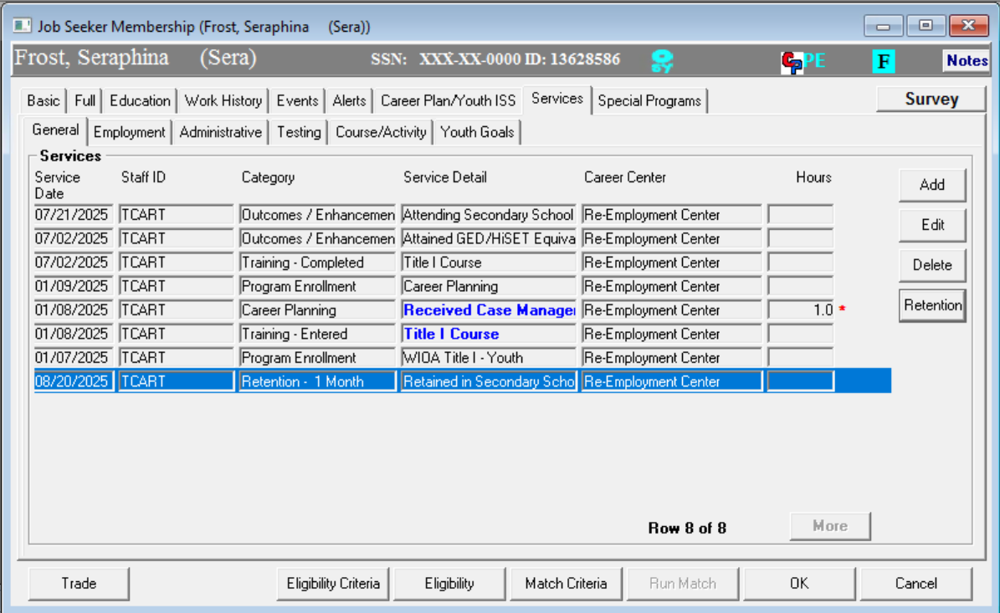 Job Seeker Membership (Frost, Seraphina (Sera))
Frost, Seraphina (Sera) SSN: XXX-XX-0000 ID: 13628586 OSY CP PE F Notes
Basic Full Education Work History Events Alerts Career Plan/Youth ISS Services Special Programs Survey
General Employment Administrative Testing Course/Activity Youth Goals
Services
Service Date Staff ID Category Service Detail Career Center Hours
07/21/2025 TCART Outcomes / Enhancemen Attending Secondary School Re-Employment Center
07/02/2025 TCART Outcomes / Enhancemen Attained GED/HiSET Equiva Re-Employment Center
07/02/2025 TCART Training - Completed Title I Course Re-Employment Center
01/09/2025 TCART Program Enrollment Career Planning Re-Employment Center
01/08/2025 TCART Career Planning Received Case Manage Re-Employment Center 1.0 *
01/08/2025 TCART Training - Entered Title I Course Re-Employment Center
01/07/2025 TCART Program Enrollment WIOA Title I - Youth Re-Employment Center
08/20/2025 TCART Retention - 1 Month Retained in Secondary Scho Re-Employment Center
Add
Edit
Delete
Retention
Row 8 of 8 More
Trade Eligibility Criteria Eligibility Match Criteria Run Match OK Cancel